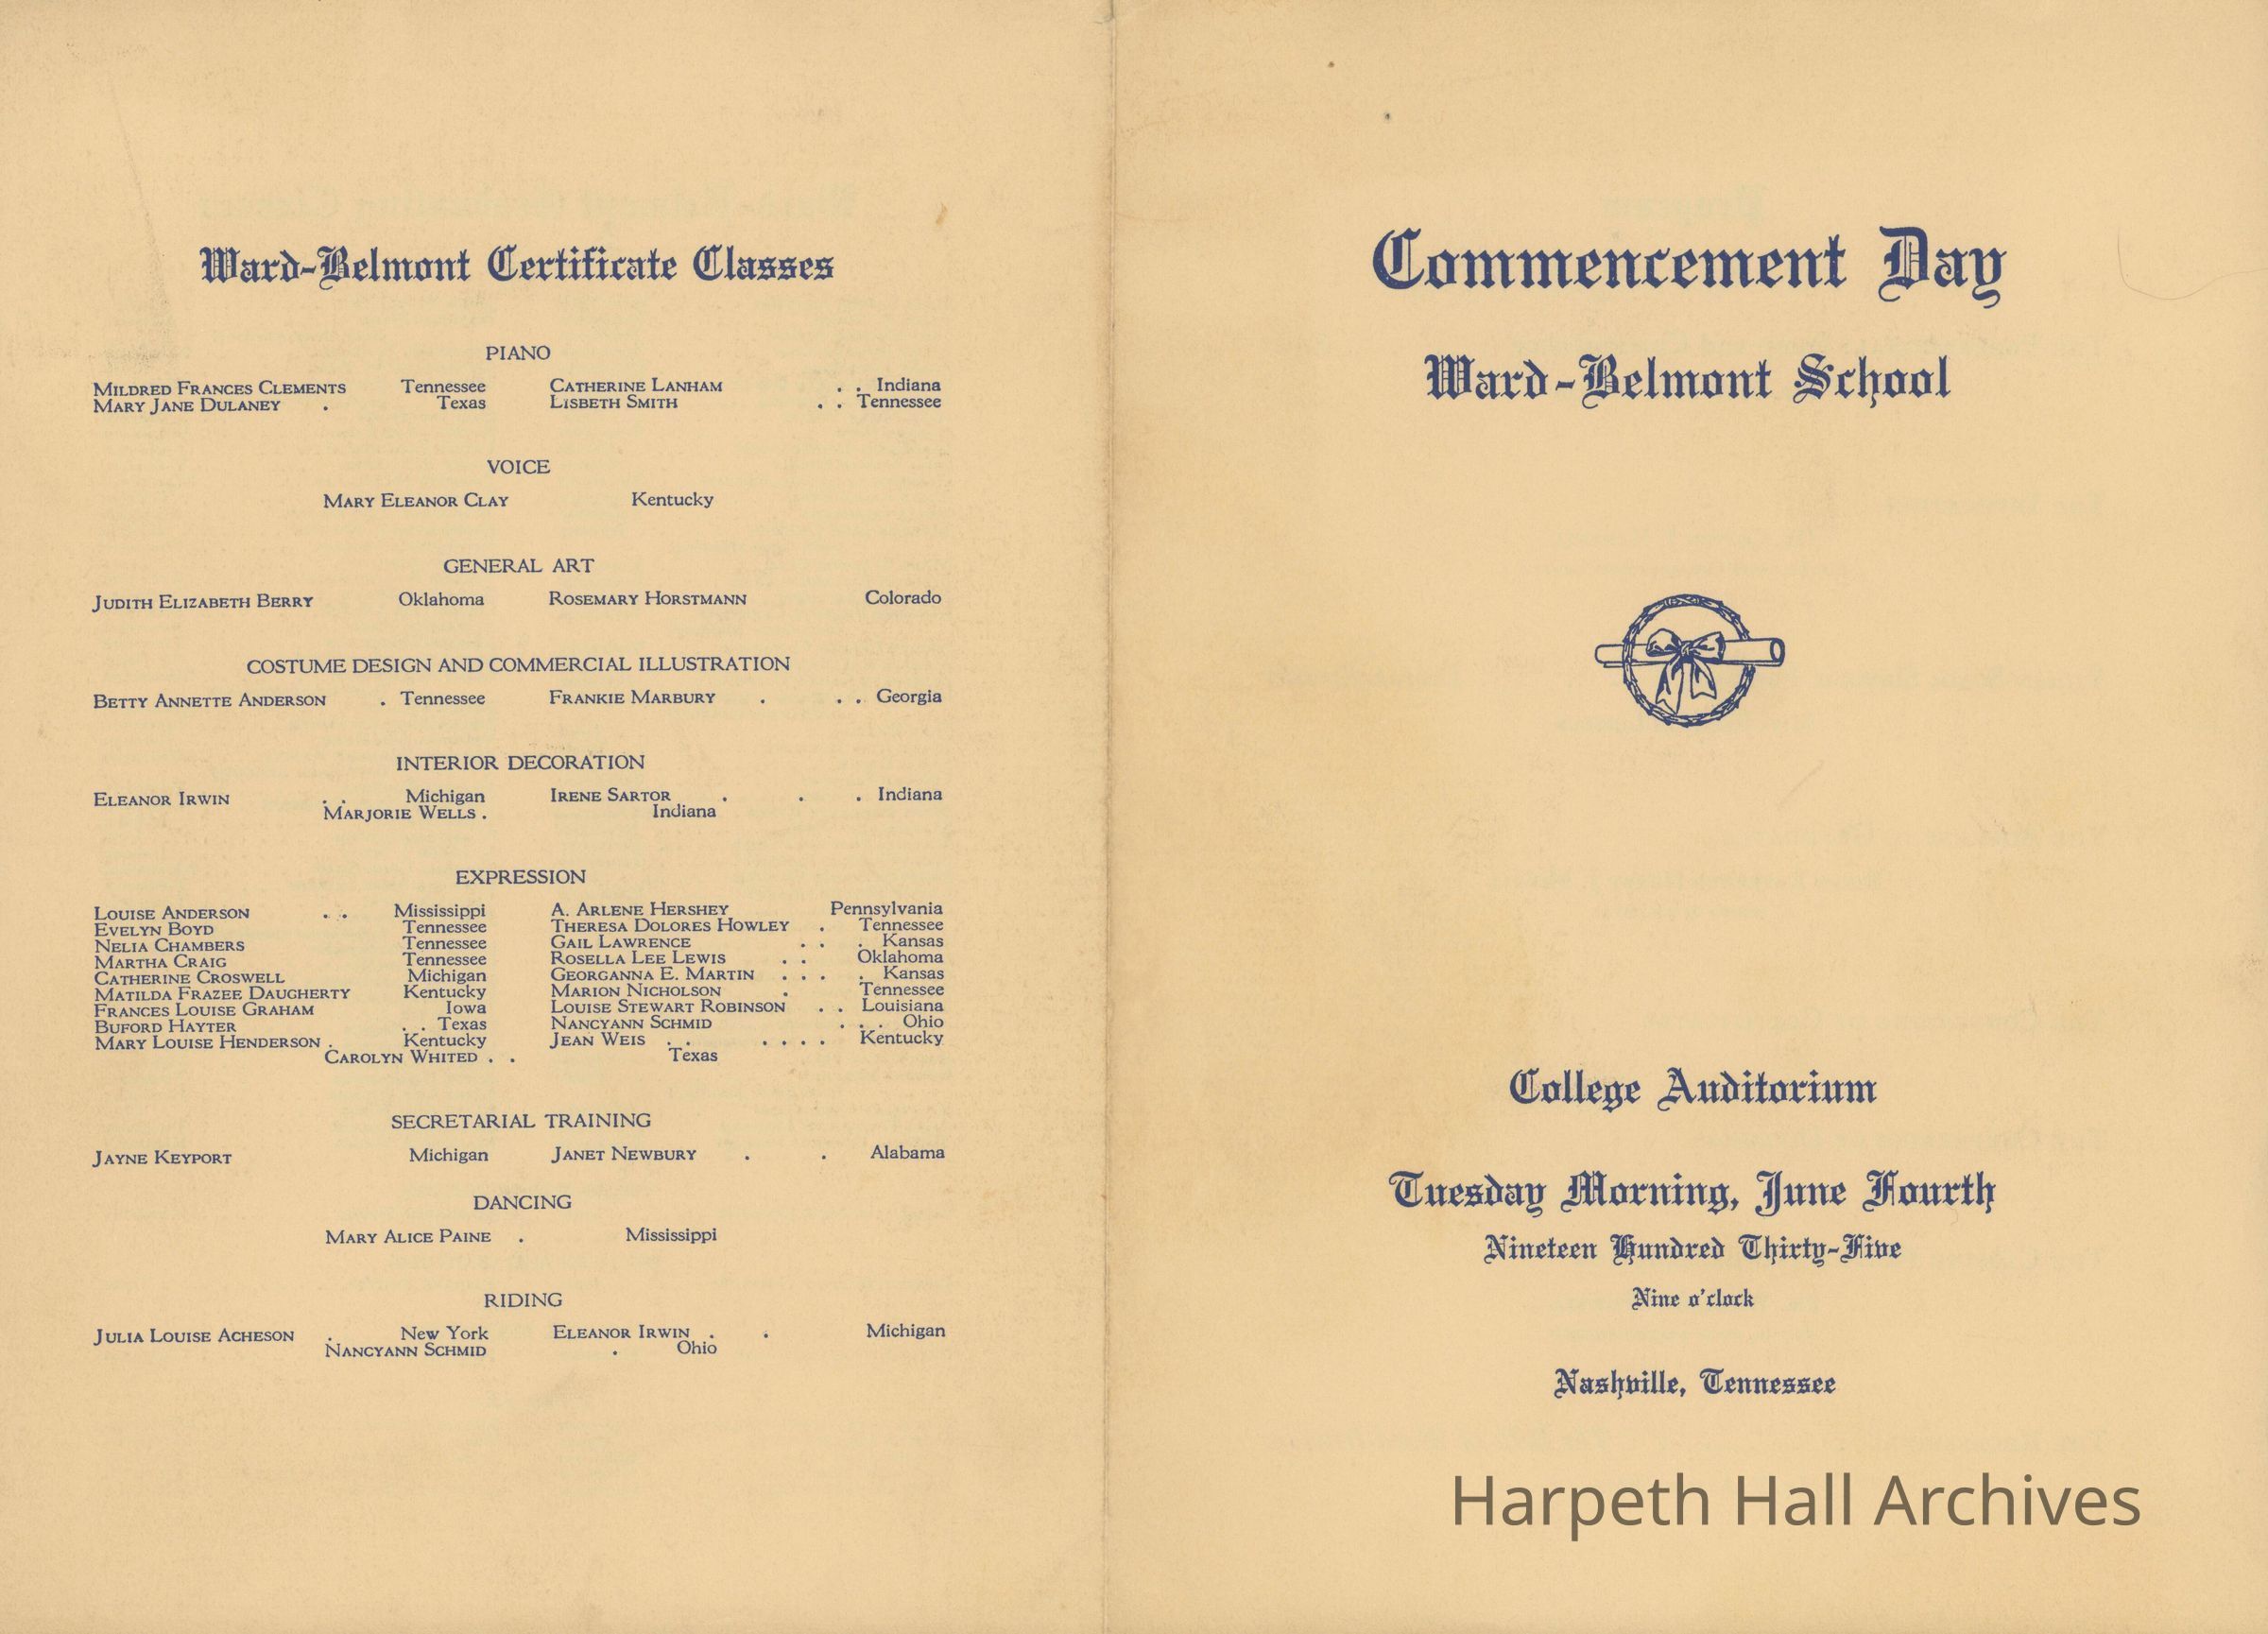 Ward-Belmont Certificate Classes
PIANO
MILDRED FRANCES CLEMENTS Tennessee CATHERINE LANHAM . . Indiana
MARY JANE DULANEY . Texas LISBETH SMITH . . Tennessee
VOICE
MARY ELEANOR CLAY Kentucky
GENERAL ART
JUDITH ELIZABETH BERRY Oklahoma ROSEMARY HORSTMANN Colorado
COSTUME DESIGN AND COMMERCIAL ILLUSTRATION
BETTY ANNETTE ANDERSON . Tennessee FRANKIE MARBURY . . . Georgia
INTERIOR DECORATION
ELEANOR IRWIN . . Michigan IRENE SARTOR . . . Indiana
MARJORIE WELLS . Indiana
EXPRESSION
LOUISE ANDERSON . . Mississippi A. ARLENE HERSHEY Pennsylvania
EVELYN BOYD Tennessee THERESA DOLORES HOWLEY . Tennessee
NELIA CHAMBERS Tennessee GAIL LAWRENCE . . . Kansas
MARTHA CRAIG Tennessee ROSELLA LEE LEWIS . . Oklahoma
CATHERINE CROSWELL Michigan GEORGANNA E. MARTIN . . . . Kansas
MATILDA FRAZEE DAUGHERTY Kentucky MARION NICHOLSON . Tennessee
FRANCES LOUISE GRAHAM Iowa LOUISE STEWART ROBINSON . . Louisiana
BUFORD HAYTER . . Texas NANCYANN SCHMID . . . Ohio
MARY LOUISE HENDERSON . Kentucky JEAN WEIS . . . . . . Kentucky
CAROLYN WHITED . . Texas
SECRETARIAL TRAINING
JAYNE KEYPORT Michigan JANET NEWBURY . . Alabama
DANCING
MARY ALICE PAINE . Mississippi
RIDING
JULIA LOUISE ACHESON . New York ELEANOR IRWIN . . Michigan
NANCYANN SCHMID . Ohio
Commencement Day
Ward-Belmont School
College Auditorium
Tuesday Morning, June Fourth
Nineteen Hundred Thirty-Five
Nine o'clock
Nashville, Tennessee
Harpeth Hall Archives